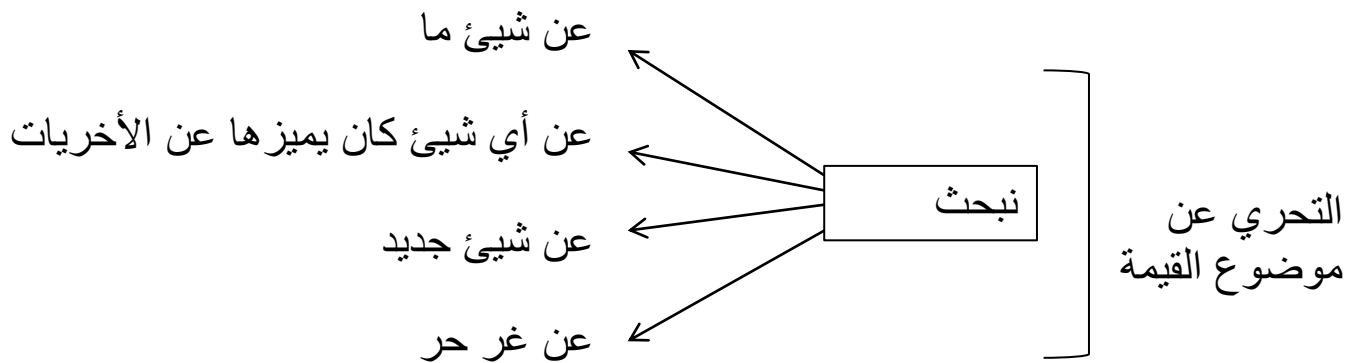 التحري عن
موضوع القيمة
نبحث
عن شيئ ما
عن أي شيئ كان يميزها عن الأخريات
عن شيئ جديد
عن غر حر